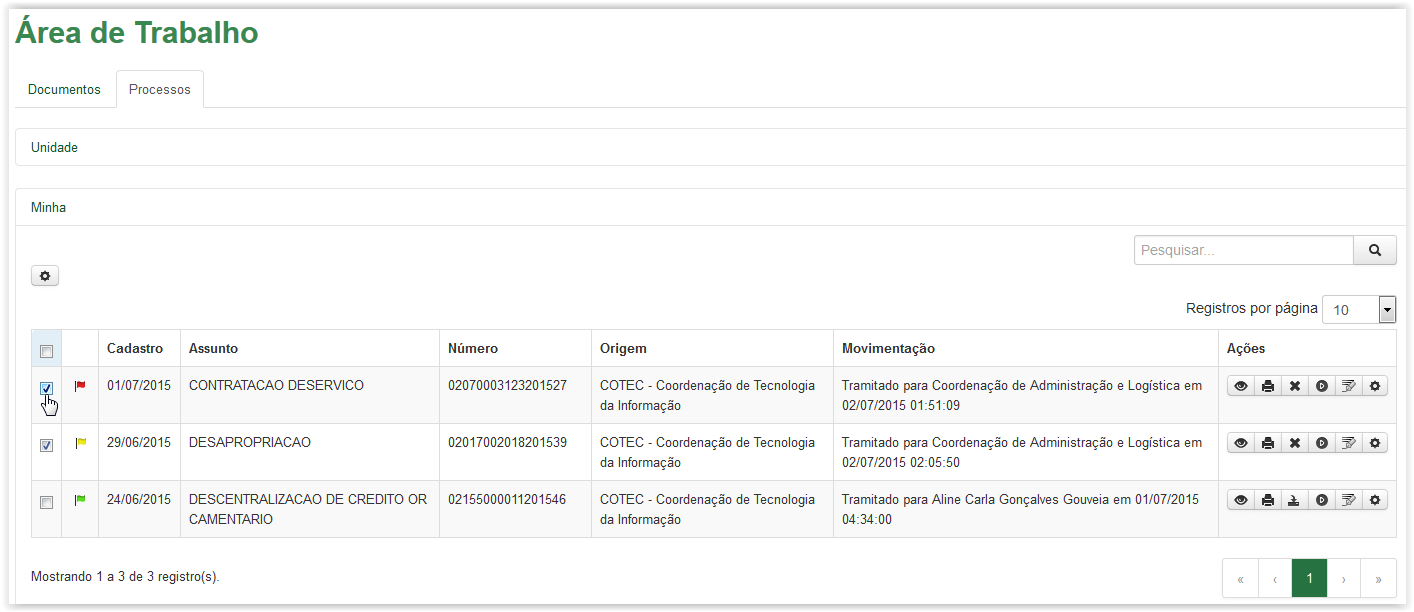 Área de Trabalho
Documentos Processos
Unidade
Minha
Pesquisar...
Registros por página 10
Cadastro Assunto Número Origem Movimentação Ações
01/07/2015 CONTRATACAO DESERVICO 02070003123201527 COTEC - Coordenação de Tecnologia Tramitado para Coordenação de Administração e Logística em
da Informação 02/07/2015 01:51:09
29/06/2015 DESAPROPRIACAO 02017002018201539 COTEC - Coordenação de Tecnologia Tramitado para Coordenação de Administração e Logística em
da Informação 02/07/2015 02:05:50
24/06/2015 DESCENTRALIZACAO DE CREDITO OR 02155000011201546 COTEC - Coordenação de Tecnologia Tramitado para Aline Carla Gonçalves Gouveia em 01/07/2015
CAMENTARIO da Informação 04:34:00
Mostrando 1 a 3 de 3 registro(s).
« ‹ 1 › »